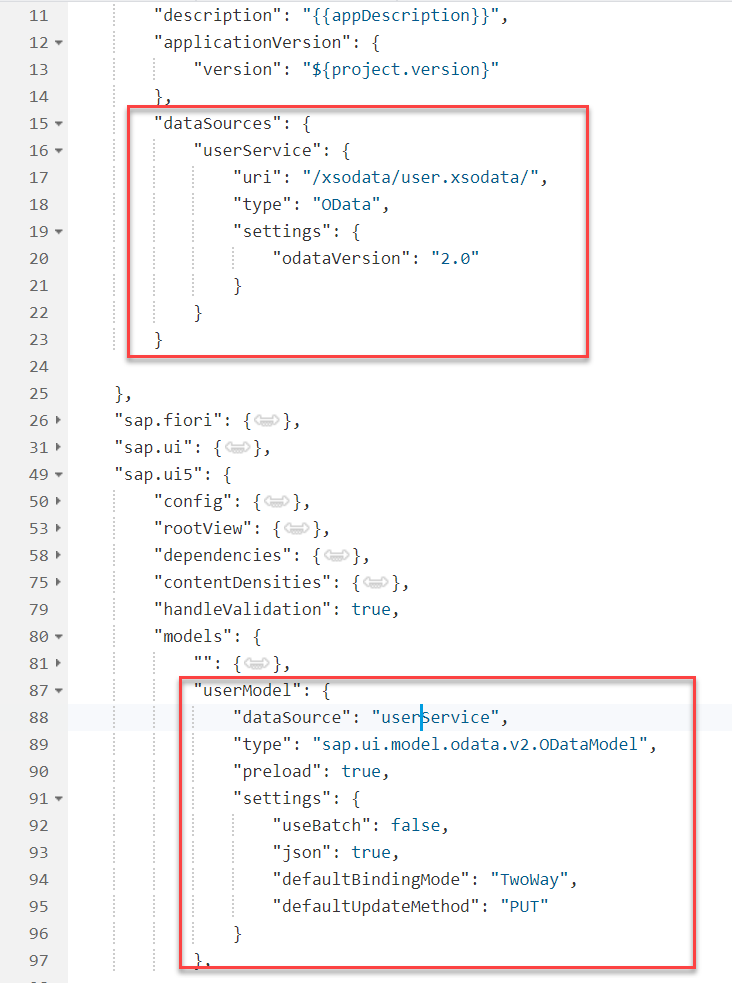 11 "description": "{{appDescription}}",
12 "applicationVersion": {
13 "version": "${project.version}"
14 },
15 "dataSources": {
16 "userService": {
17 "uri": "/xsodata/user.xsodata/",
18 "type": "OData",
19 "settings": {
20 "odataVersion": "2.0"
21 }
22 }
23 }
24
25 },
26 "sap.fiori": {},
31 "sap.ui": {},
49 "sap.ui5": {
50 "config": {},
53 "rootView": {},
58 "dependencies": {},
75 "contentDensities": {},
79 "handleValidation": true,
80 "models": {
81 "": {},
87 "userModel": {
88 "dataSource": "userService",
89 "type": "sap.ui.model.odata.v2.ODataModel",
90 "preload": true,
91 "settings": {
92 "useBatch": false,
93 "json": true,
94 "defaultBindingMode": "TwoWay",
95 "defaultUpdateMethod": "PUT"
96 }
97 },